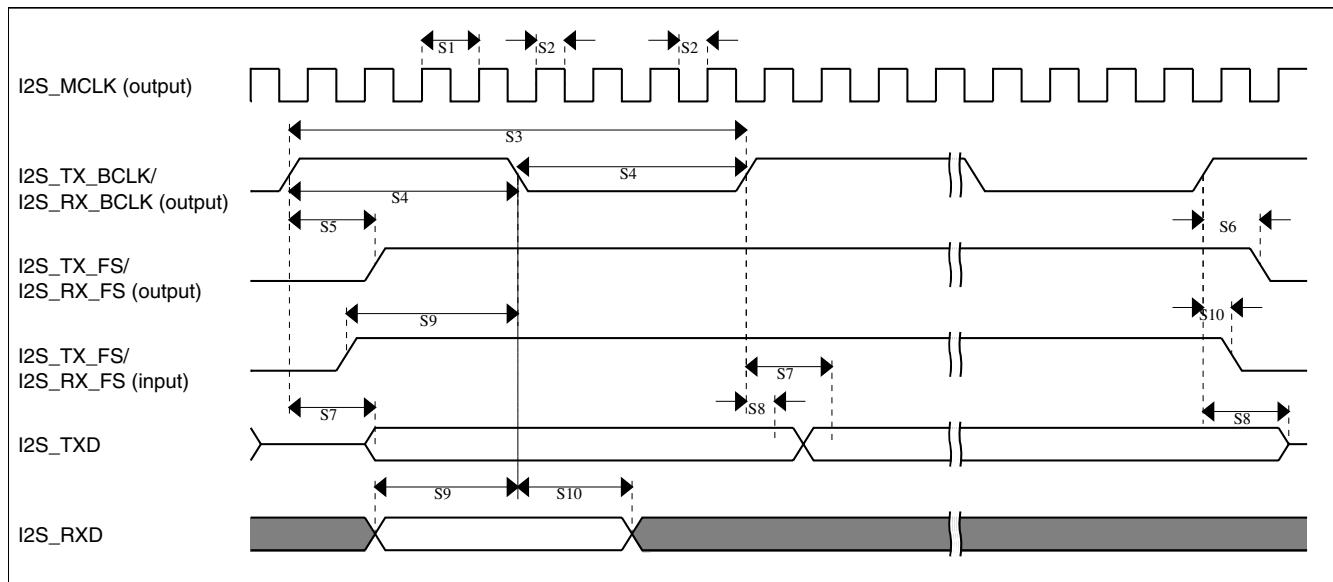 S1 S2 S2
I2S_MCLK (output)
S3
I2S_TX_BCLK/
I2S_RX_BCLK (output)
S4
S4
S5 S6
I2S_TX_FS/
I2S_RX_FS (output)
S9 S10
I2S_TX_FS/
I2S_RX_FS (input)
S7
S7 S8 S8
I2S_TXD
S9 S10
I2S_RXD